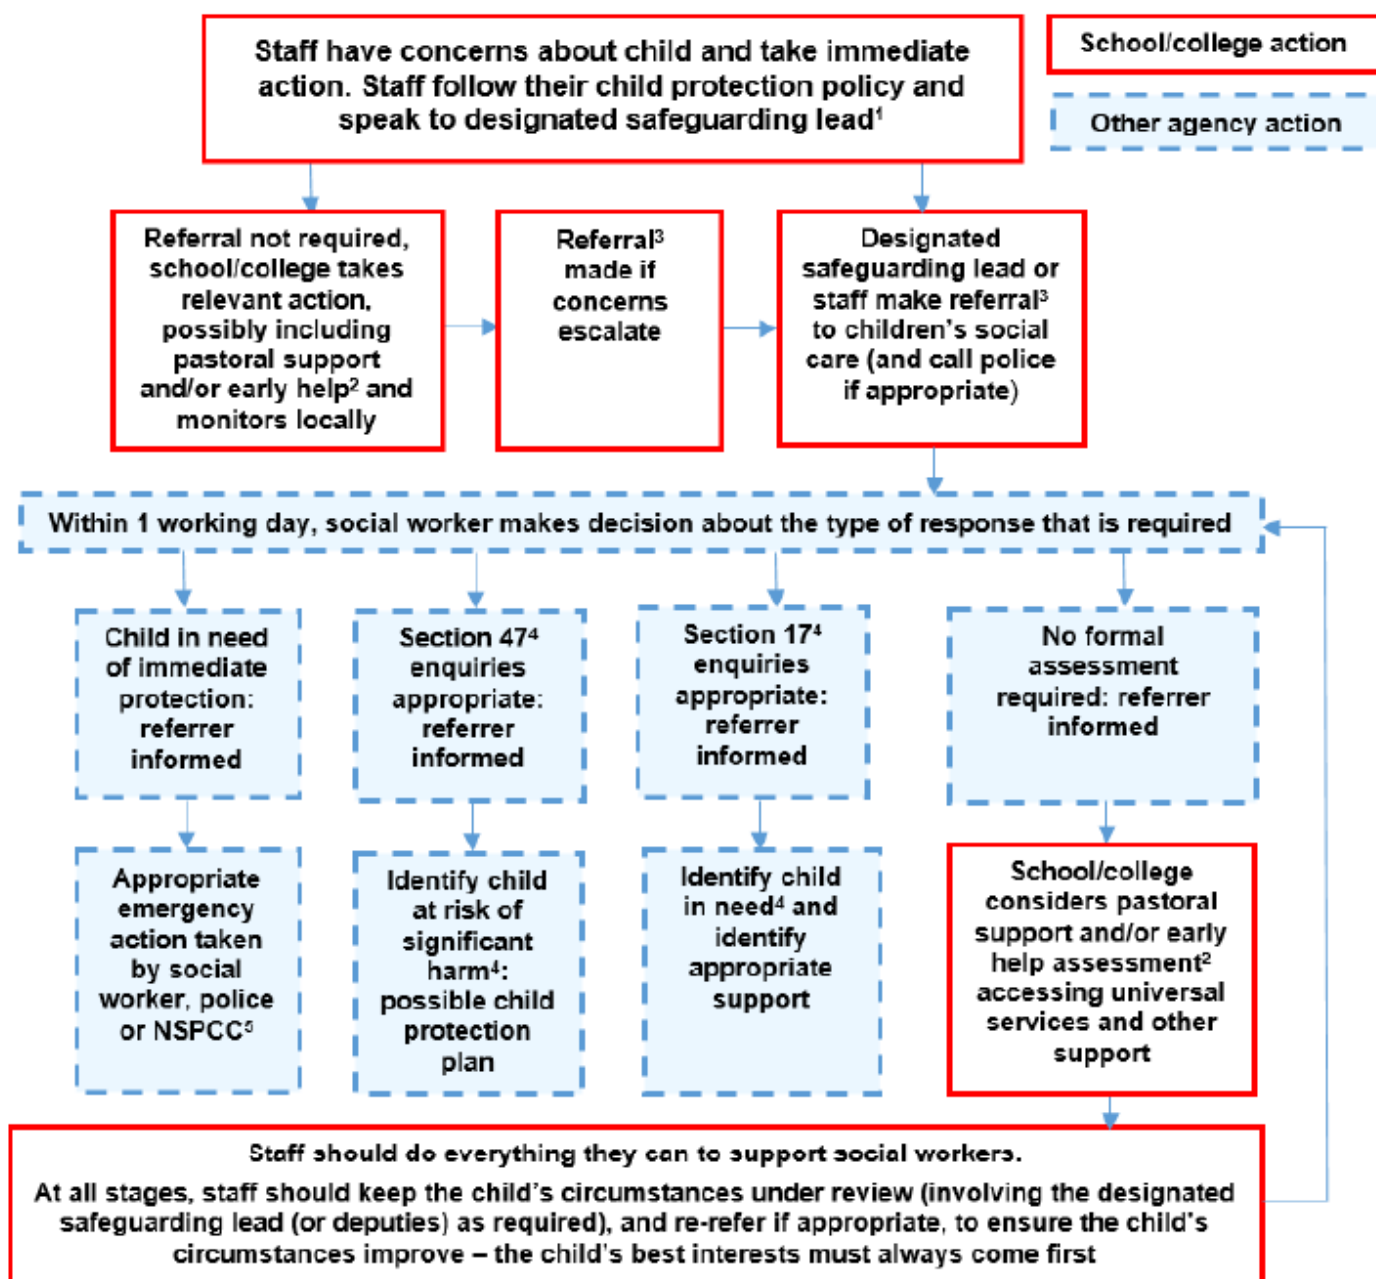 Staff have concerns about child and take immediate
action. Staff follow their child protection policy and
speak to designated safeguarding lead¹
School/college action
Other agency action
Referral not required,
school/college takes
relevant action,
possibly including
pastoral support
and/or early help² and
monitors locally
Referral³
made if
concerns
escalate
Designated
safeguarding lead or
staff make referral³
to children's social
care (and call police
if appropriate)
Within 1 working day, social worker makes decision about the type of response that is required
Child in need
of immediate
protection:
referrer
informed
Section 47⁴
enquiries
appropriate:
referrer
informed
Section 17⁴
enquiries
appropriate:
referrer
informed
No formal
assessment
required: referrer
informed
Appropriate
emergency
action taken
by social
worker, police
or NSPCC⁵
Identify child
at risk of
significant
harm⁴:
possible child
protection
plan
Identify child
in need⁴ and
identify
appropriate
support
School/college
considers pastoral
support and/or early
help assessment²
accessing universal
services and other
support
Staff should do everything they can to support social workers.
At all stages, staff should keep the child's circumstances under review (involving the designated
safeguarding lead (or deputies) as required), and re-refer if appropriate, to ensure the child's
circumstances improve – the child's best interests must always come first